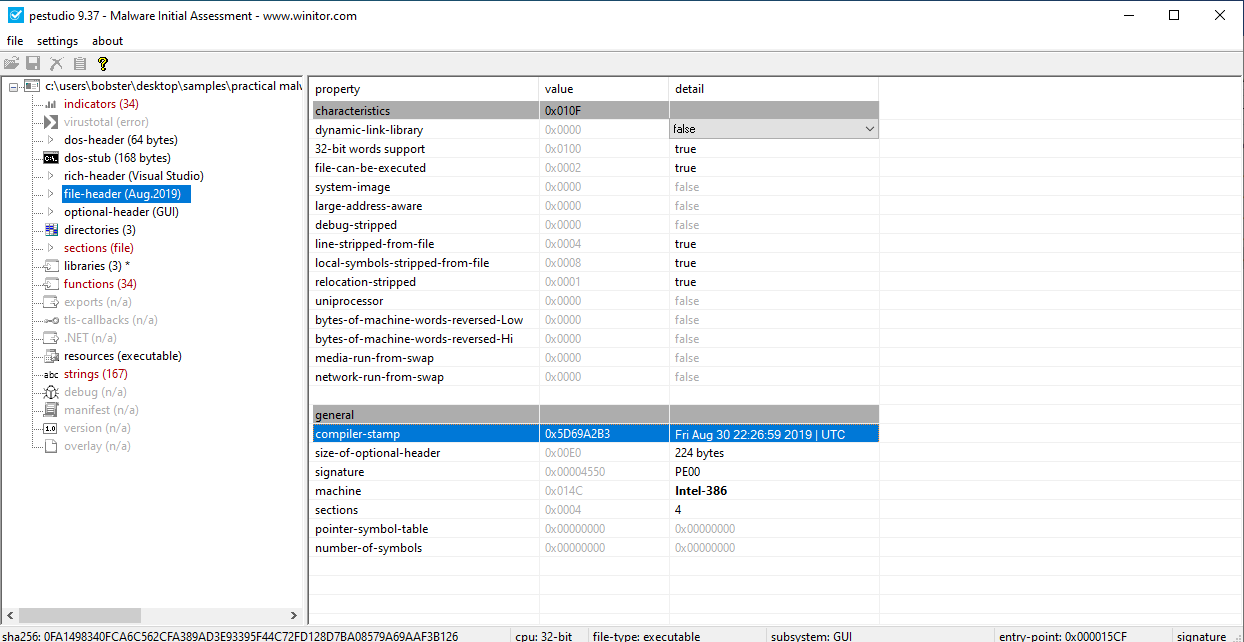 pestudio 9.37 - Malware Initial Assessment - www.winitor.com
file settings about
c:\users\bobster\desktop\samples\practical malw
indicators (34)
virustotal (error)
dos-header (64 bytes)
dos-stub (168 bytes)
rich-header (Visual Studio)
file-header (Aug.2019)
optional-header (GUI)
directories (3)
sections (file)
libraries (3) *
functions (34)
exports (n/a)
tls-callbacks (n/a)
.NET (n/a)
resources (executable)
abc strings (167)
debug (n/a)
manifest (n/a)
1.0 version (n/a)
overlay (n/a)
property value detail
characteristics 0x010F
dynamic-link-library 0x0000 false
32-bit words support 0x0100 true
file-can-be-executed 0x0002 true
system-image 0x0000 false
large-address-aware 0x0000 false
debug-stripped 0x0000 false
line-stripped-from-file 0x0004 true
local-symbols-stripped-from-file 0x0008 true
relocation-stripped 0x0001 true
uniprocessor 0x0000 false
bytes-of-machine-words-reversed-Low 0x0000 false
bytes-of-machine-words-reversed-Hi 0x0000 false
media-run-from-swap 0x0000 false
network-run-from-swap 0x0000 false
general
compiler-stamp 0x5D69A2B3 Fri Aug 30 22:26:59 2019 | UTC
size-of-optional-header 0x00E0 224 bytes
signature 0x00004550 PE00
machine 0x014C Intel-386
sections 0x0004 4
pointer-symbol-table 0x00000000 0x00000000
number-of-symbols 0x00000000 0x00000000
sha256: 0FA1498340FCA6C562CFA389AD3E93395F44C72FD128D7BA08579A69AAF3B126 cpu: 32-bit file-type: executable subsystem: GUI entry-point: 0x000015CF signature